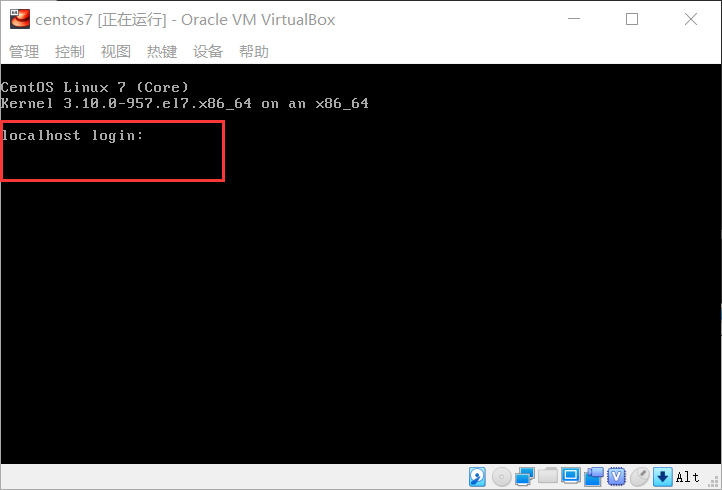 centos7 [正在运行] - Oracle VM VirtualBox
管理 控制 视图 热键 设备 帮助
CentOS Linux 7 (Core)
Kernel 3.10.0-957.el7.x86_64 on an x86_64
localhost login:
Alt